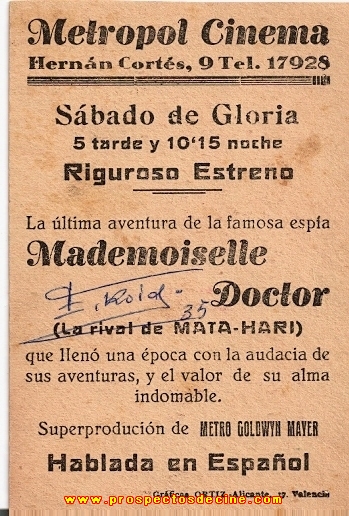 Metropol Cinema
Hernán Cortés, 9 Tel. 17928
Sábado de Gloria
5 tarde y 10'15 noche
Riguroso Estreno
La última aventura de la famosa espía
Mademoiselle
Doctor
35
(La rival de MATA-HARI)
que llenó una época con la audacia de
sus aventuras, y el valor de su alma
indomable.
Superprodución de METRO GOLDWYN MAYER
Hablada en Español
Gráficas ORTIZ-Alicante, 17. Valencia
www.prospectosdecine.com